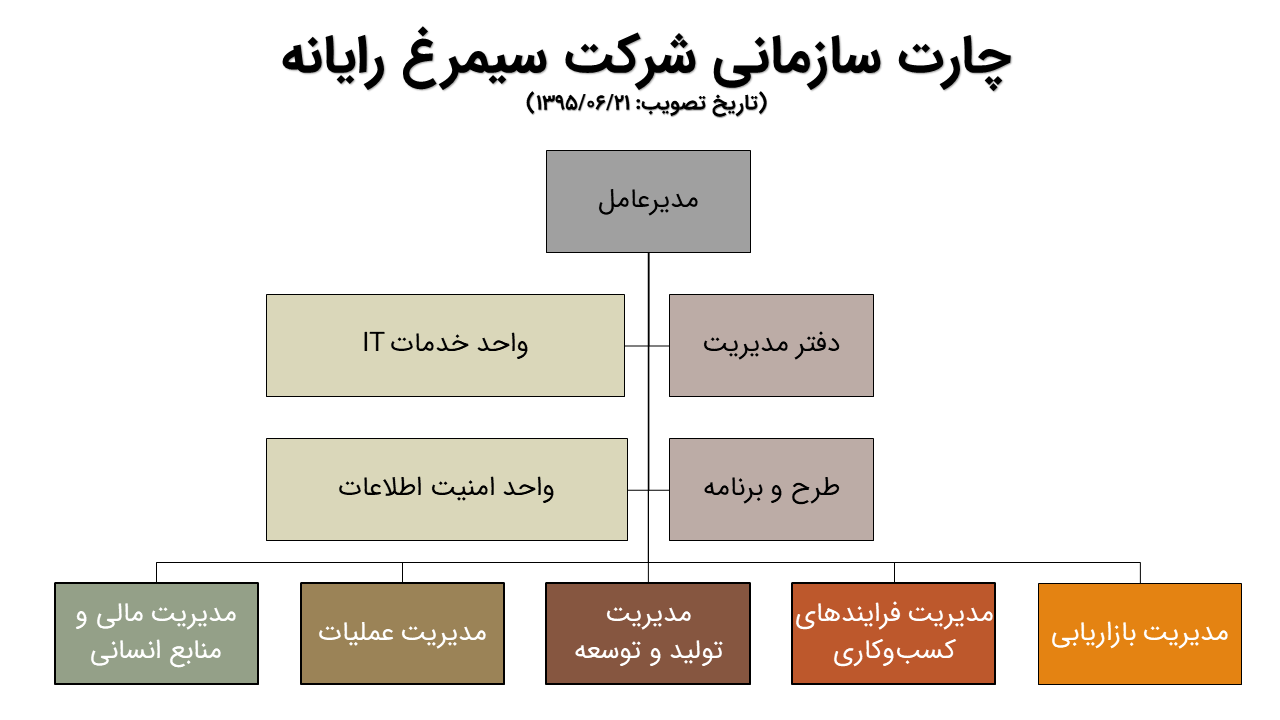 چارت سازمانی شرکت سیمرغ رایانه
(تاریخ تصویب: ۱۳۹۵/۰۶/۲۱)
مدیرعامل
دفتر مدیریت
واحد خدمات IT
طرح و برنامه
واحد امنیت اطلاعات
مدیریت بازاریابی
مدیریت فرایندهای
کسب‌وکاری
مدیریت
تولید و توسعه
مدیریت عملیات
مدیریت مالی و
منابع انسانی